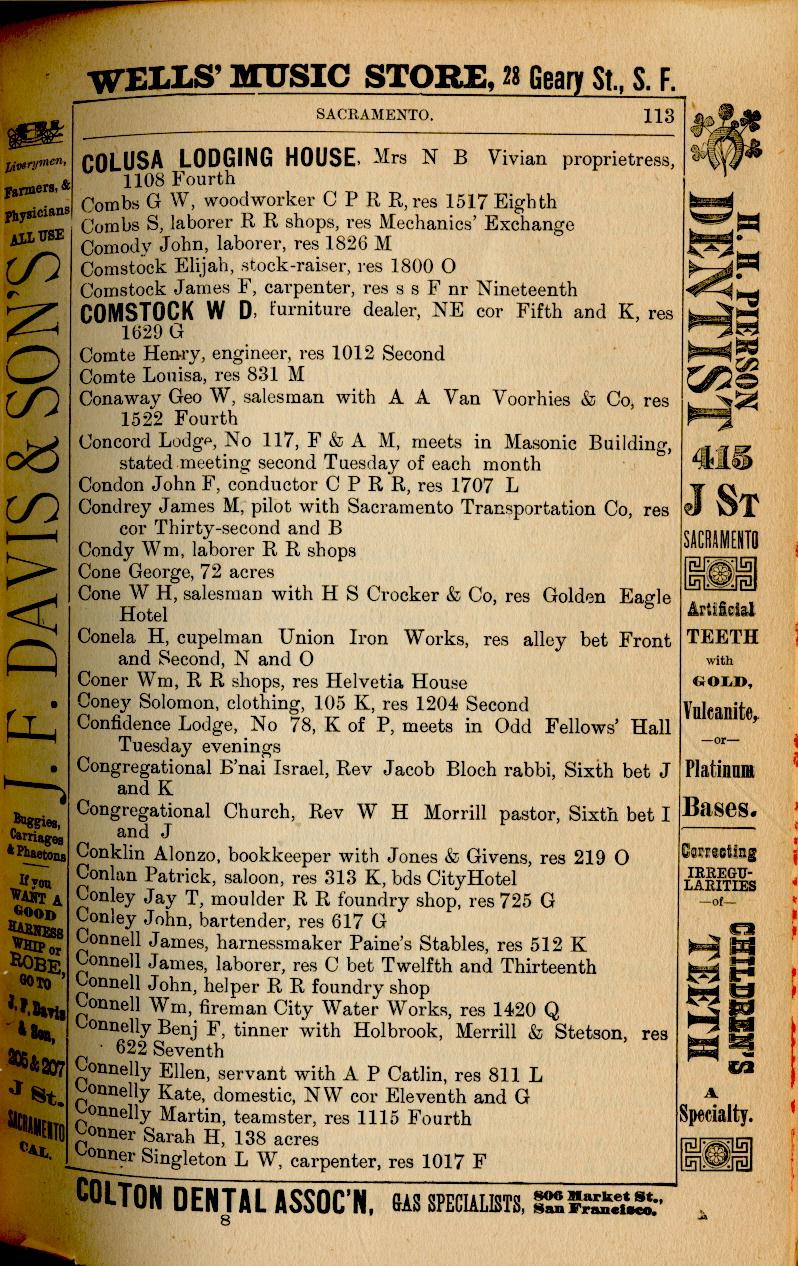 WELLS' MUSIC STORE, 28 Geary St., S. F.
SACRAMENTO. 113
COLUSA LODGING HOUSE, Mrs N B Vivian proprietress,
1108 Fourth
Combs G W, woodworker C P R R, res 1517 Eighth
Combs S, laborer R R shops, res Mechanics' Exchange
Comody John, laborer, res 1826 M
Comstock Elijah, stock-raiser, res 1800 O
Comstock James F, carpenter, res s s F nr Nineteenth
COMSTOCK W D, furniture dealer, NE cor Fifth and K, res
1629 G
Comte Henry, engineer, res 1012 Second
Comte Louisa, res 831 M
Conaway Geo W, salesman with A A Van Voorhies & Co, res
1522 Fourth
Concord Lodge, No 117, F & A M, meets in Masonic Building,
stated meeting second Tuesday of each month
Condon John F, conductor C P R R, res 1707 L
Condrey James M, pilot with Sacramento Transportation Co, res
cor Thirty-second and B
Condy Wm, laborer R R shops
Cone George, 72 acres
Cone W H, salesman with H S Crocker & Co, res Golden Eagle
Hotel
Conela H, cupelman Union Iron Works, res alley bet Front
and Second, N and O
Coner Wm, R R shops, res Helvetia House
Coney Solomon, clothing, 105 K, res 1204 Second
Confidence Lodge, No 78, K of P, meets in Odd Fellows' Hall
Tuesday evenings
Congregational B'nai Israel, Rev Jacob Bloch rabbi, Sixth bet J
and K
Congregational Church, Rev W H Morrill pastor, Sixth bet I
and J
Conklin Alonzo, bookkeeper with Jones & Givens, res 219 O
Conlan Patrick, saloon, res 313 K, bds CityHotel
Conley Jay T, moulder R R foundry shop, res 725 G
Conley John, bartender, res 617 G
Connell James, harnessmaker Paine's Stables, res 512 K
Connell James, laborer, res C bet Twelfth and Thirteenth
Connell John, helper R R foundry shop
Connell Wm, fireman City Water Works, res 1420 Q
Connelly Benj F, tinner with Holbrook, Merrill & Stetson, res
622 Seventh
Connelly Ellen, servant with A P Catlin, res 811 L
Connelly Kate, domestic, NW cor Eleventh and G
Connelly Martin, teamster, res 1115 Fourth
Conner Sarah H, 138 acres
Conner Singleton L W, carpenter, res 1017 F
COLTON DENTAL ASSOC'N, GAS SPECIALISTS, 806 Market St.,
San Francisco.
8
Liverymen,
Farmers, &
Physicians
ALL USE
J. F. DAVIS & SON'S
Buggies,
Carriages
& Phaetons
If you
WANT A
GOOD
HARNESS
WHIP or
ROBE,
GO TO
J. F. Davis
& Son,
205 & 207
J St.
SACRAMENTO
CAL.
H. H. PIERSON
DENTIST
415
J ST
SACRAMENTO
Artificial
TEETH
with
GOLD,
Vulcanite,
—or—
Platinum
Bases.
Correcting
IRREGU-
LARITIES
—of—
CHILDREN'S
TEETH
A
Specialty.